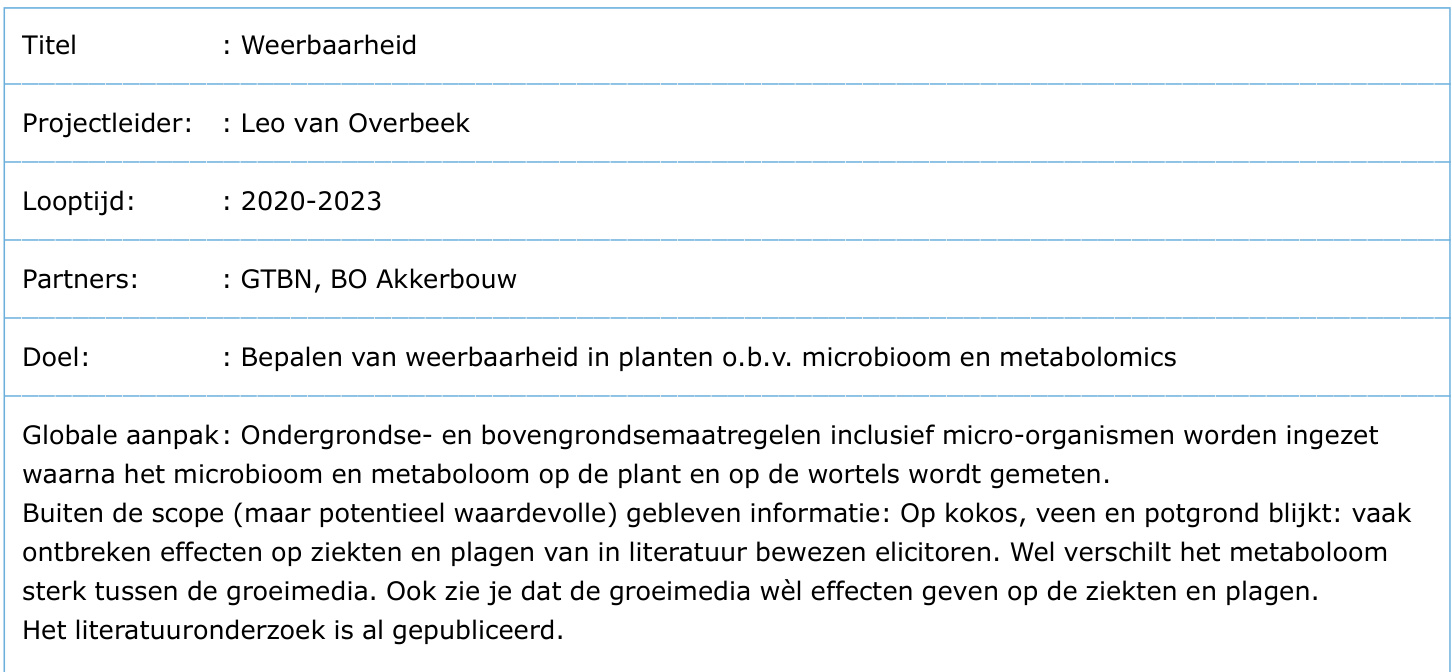 Titel : Weerbaarheid
Projectleider: : Leo van Overbeek
Looptijd: : 2020-2023
Partners: : GTBN, BO Akkerbouw
Doel: : Bepalen van weerbaarheid in planten o.b.v. microbioom en metabolomics
Globale aanpak: Ondergrondse- en bovengrondsemaatregelen inclusief micro-organismen worden ingezet
waarna het microbioom en metaboloom op de plant en op de wortels wordt gemeten.
Buiten de scope (maar potentieel waardevolle) gebleven informatie: Op kokos, veen en potgrond blijkt: vaak
ontbreken effecten op ziekten en plagen van in literatuur bewezen elicitoren. Wel verschilt het metaboloom
sterk tussen de groeimedia. Ook zie je dat de groeimedia wèl effecten geven op de ziekten en plagen.
Het literatuuronderzoek is al gepubliceerd.